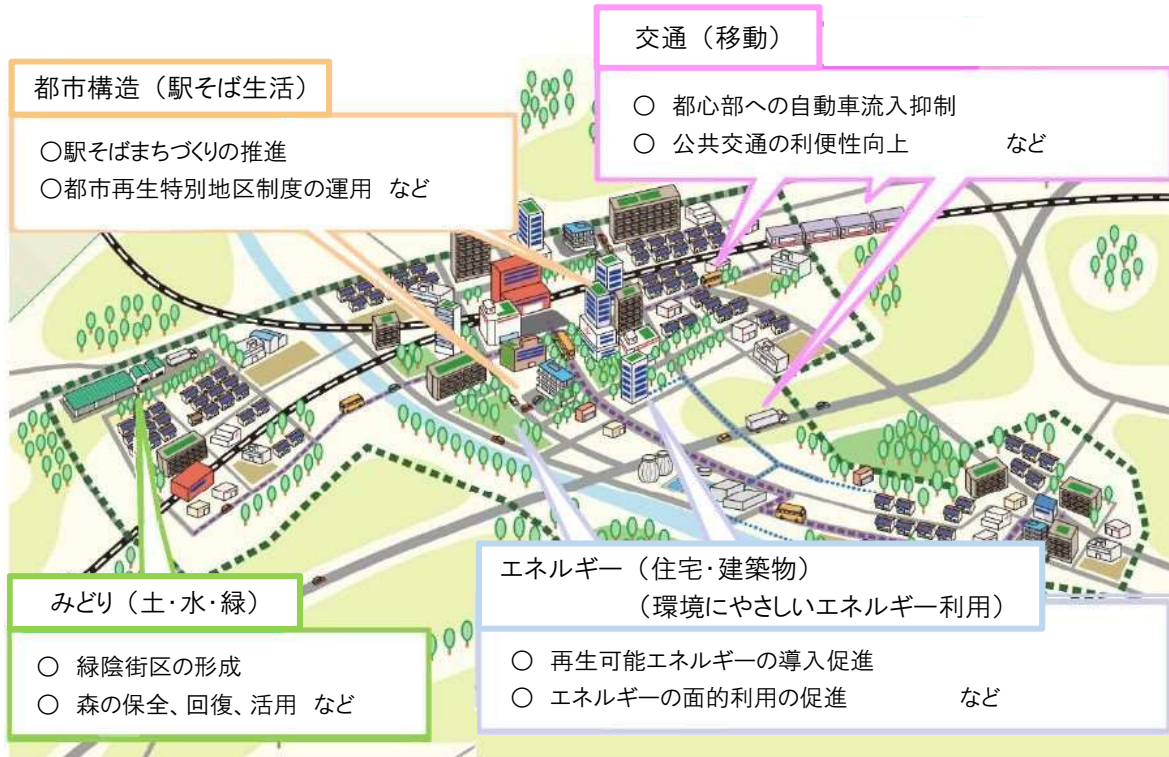 都市構造（駅そば生活）
〇駅そばまちづくりの推進
〇都市再生特別地区制度の運用 など
交通（移動）
〇 都心部への自動車流入抑制
〇 公共交通の利便性向上 など
みどり（土・水・緑）
〇 緑陰街区の形成
〇 森の保全、回復、活用 など
エネルギー（住宅・建築物）
（環境にやさしいエネルギー利用）
〇 再生可能エネルギーの導入促進
〇 エネルギーの面的利用の促進 など